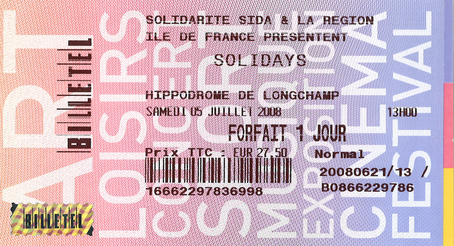 SOLIDARITE SIDA & LA REGION
ILE DE FRANCE PRESENTENT
SOLIDAYS
HIPPODROME DE LONGCHAMP
SAMEDI 05 JUILLET 2008 13H00
FORFAIT 1 JOUR
Prix TTC : EUR 27,50 Normal
16662297836998
20080621/13 /
B0866229786
BILLETEL
BILLETEL
ART
LOISIRS
CONCERT
SPORT
MUSIQUE
EXPOSITION
CINEMA
FESTIVAL